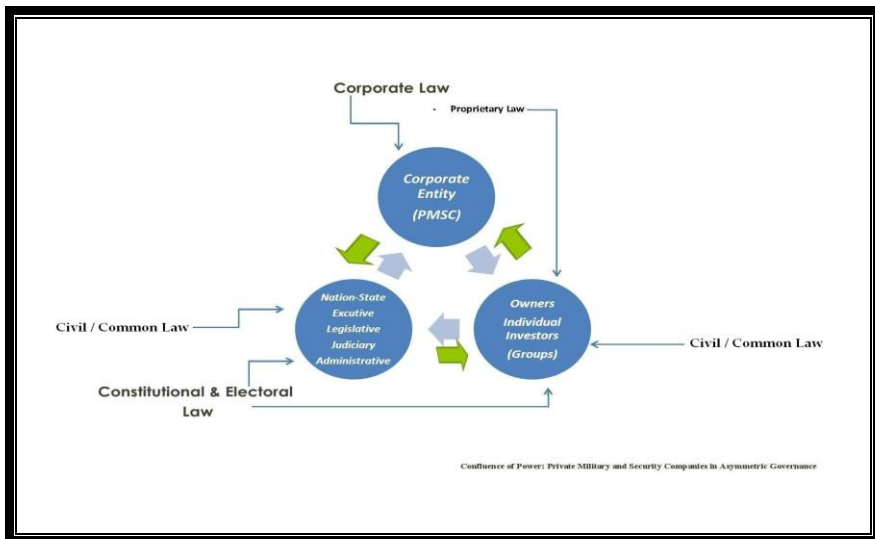 Corporate Law
- Proprietary Law
Corporate
Entity
(PMSC)
Nation-State
Excutive
Legislative
Judiciary
Administrative
Owners
Individual
Investors
(Groups)
Civil / Common Law
Civil / Common Law
Constitutional & Electoral
Law
Confluence of Power: Private Military and Security Companies in Asymmetric Governance